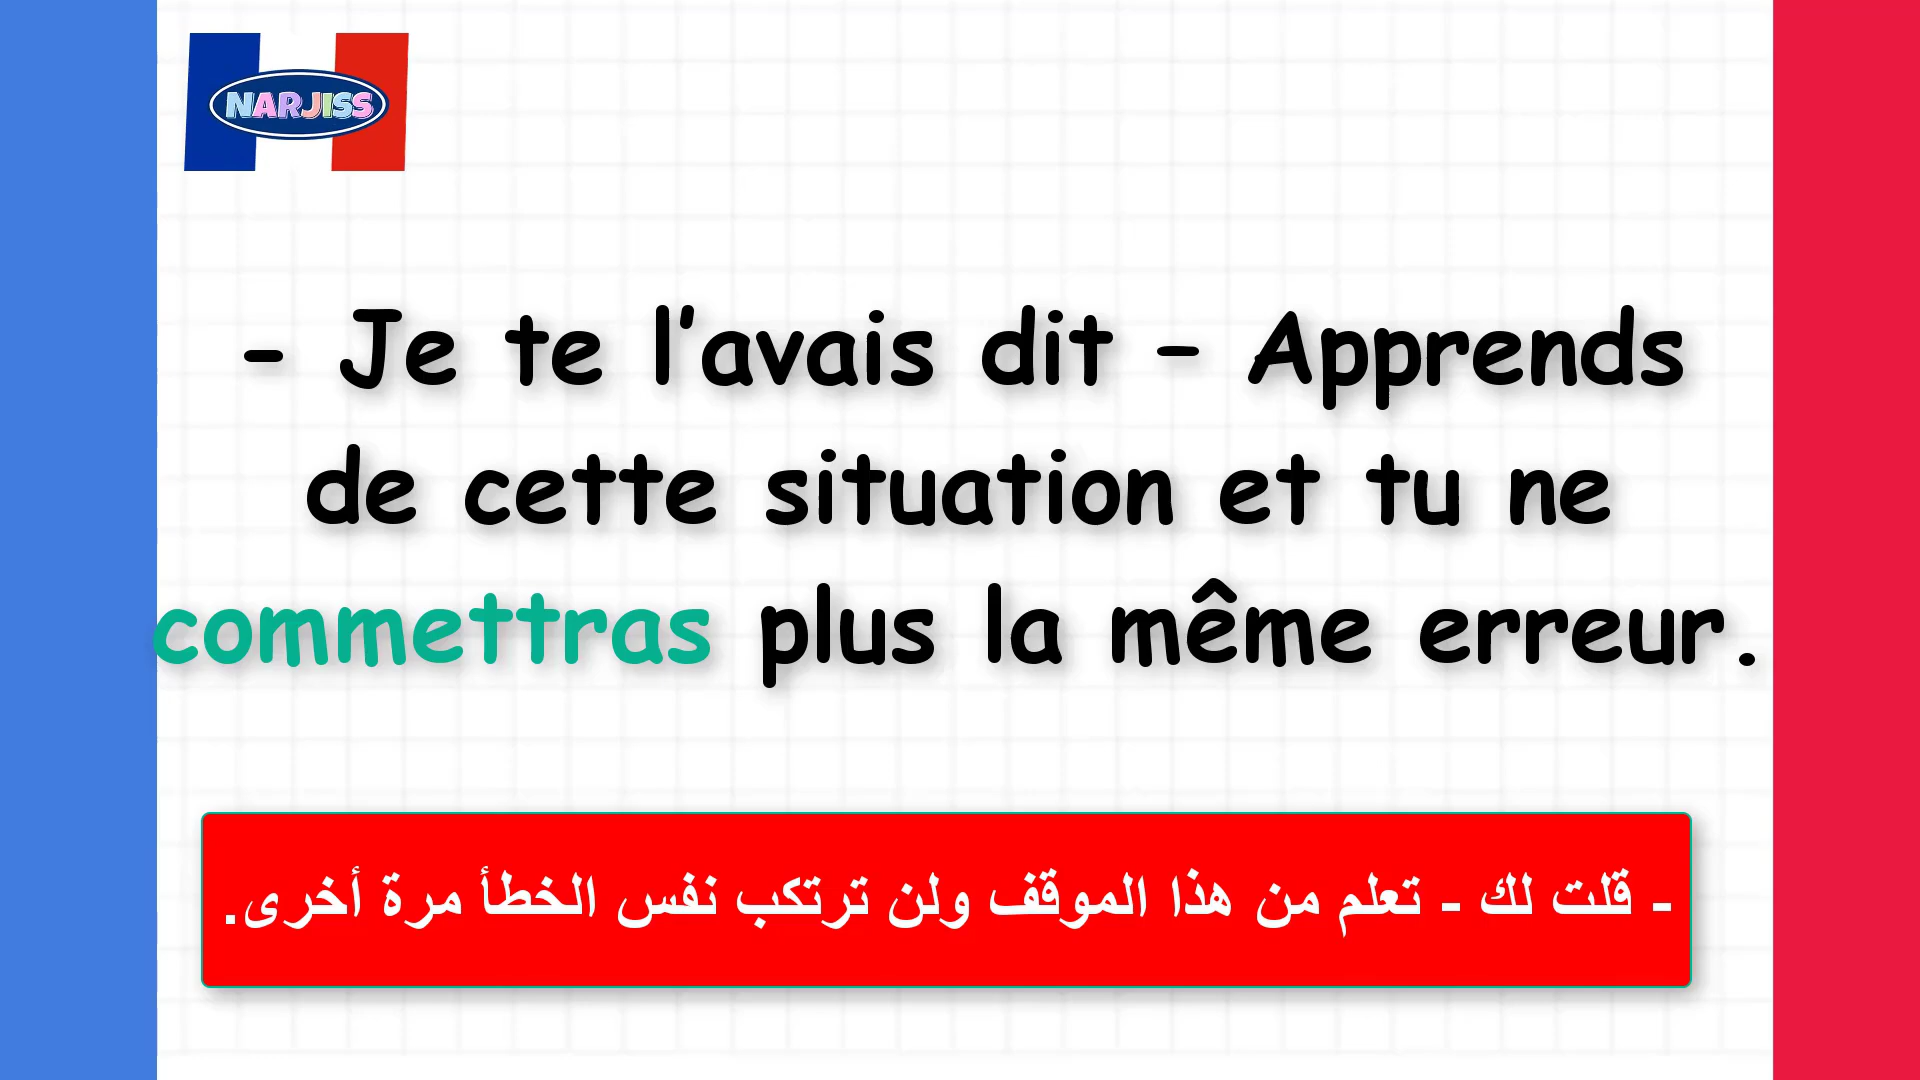 NARJISS
- Je te l’avais dit – Apprends
de cette situation et tu ne
commettras plus la même erreur.
- قلت لك - تعلم من هذا الموقف ولن ترتكب نفس الخطأ مرة أخرى.